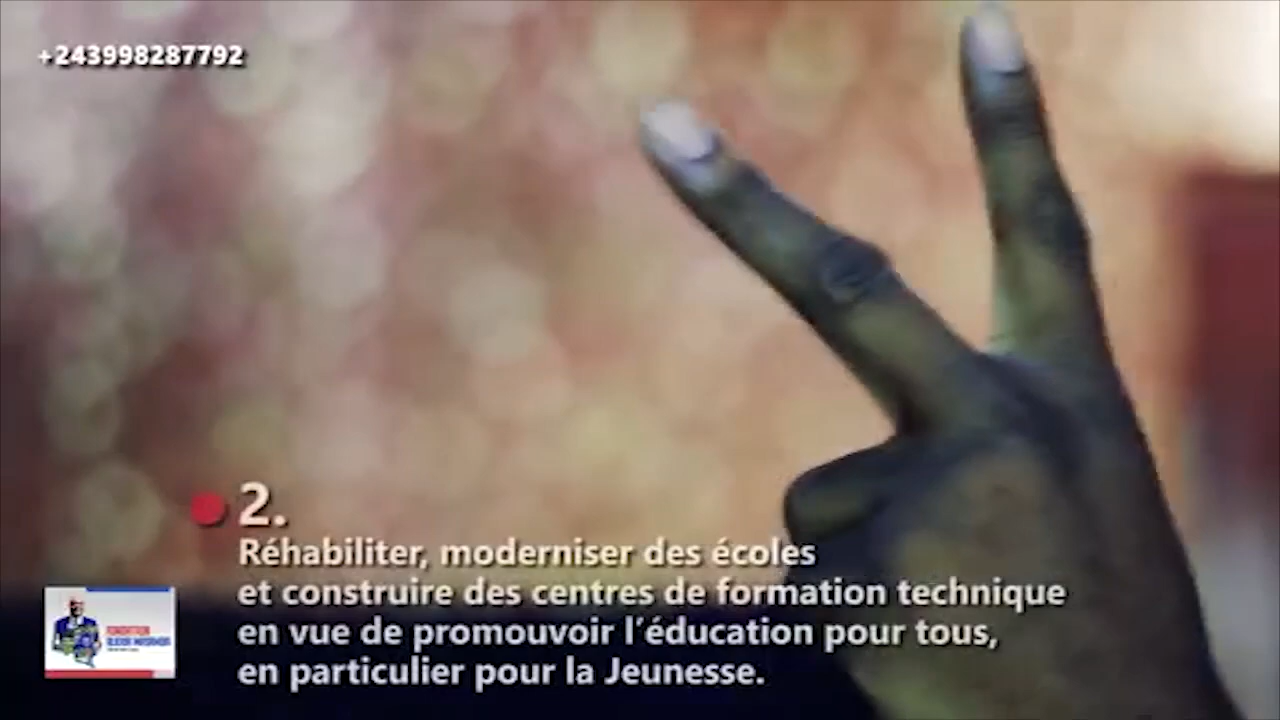 +243998287792
2.
Réhabiliter, moderniser des écoles
et construire des centres de formation technique
en vue de promouvoir l'éducation pour tous,
en particulier pour la Jeunesse.
FONDATION